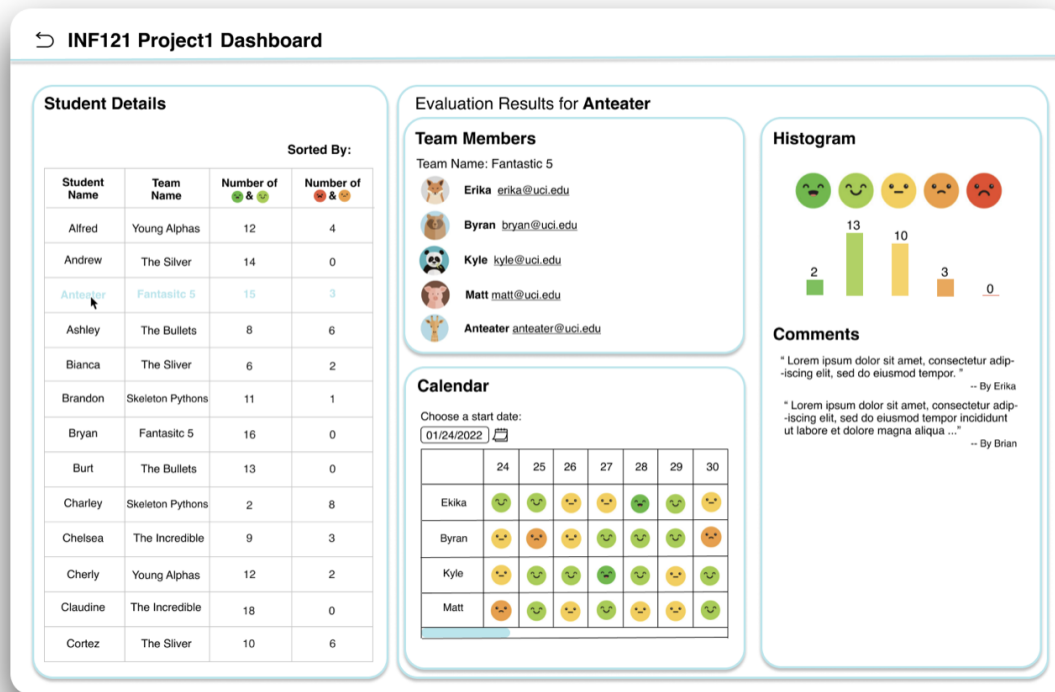 INF121 Project1 Dashboard
Student Details
Sorted By:
Student Name Team Name Number of & Number of &
Alfred Young Alphas 12 4
Andrew The Silver 14 0
Anteater Fantasitc 5 15 3
Ashley The Bullets 8 6
Bianca The Sliver 6 2
Brandon Skeleton Pythons 11 1
Bryan Fantasitc 5 16 0
Burt The Bullets 13 0
Charley Skeleton Pythons 2 8
Chelsea The Incredible 9 3
Cherly Young Alphas 12 2
Claudine The Incredible 18 0
Cortez The Sliver 10 6
Evaluation Results for Anteater
Team Members
Team Name: Fantastic 5
Erika erika@uci.edu
Byran bryan@uci.edu
Kyle kyle@uci.edu
Matt matt@uci.edu
Anteater anteater@uci.edu
Calendar
Choose a start date:
01/24/2022
24 25 26 27 28 29 30
Ekika
Byran
Kyle
Matt
Histogram
2 13 10 3 0
Comments
" Lorem ipsum dolor sit amet, consectetur adip-
-iscing elit, sed do eiusmod tempor. "
-- By Erika
" Lorem ipsum dolor sit amet, consectetur adip-
-iscing elit, sed do eiusmod tempor incididunt
ut labore et dolore magna aliqua ..."
-- By Brian